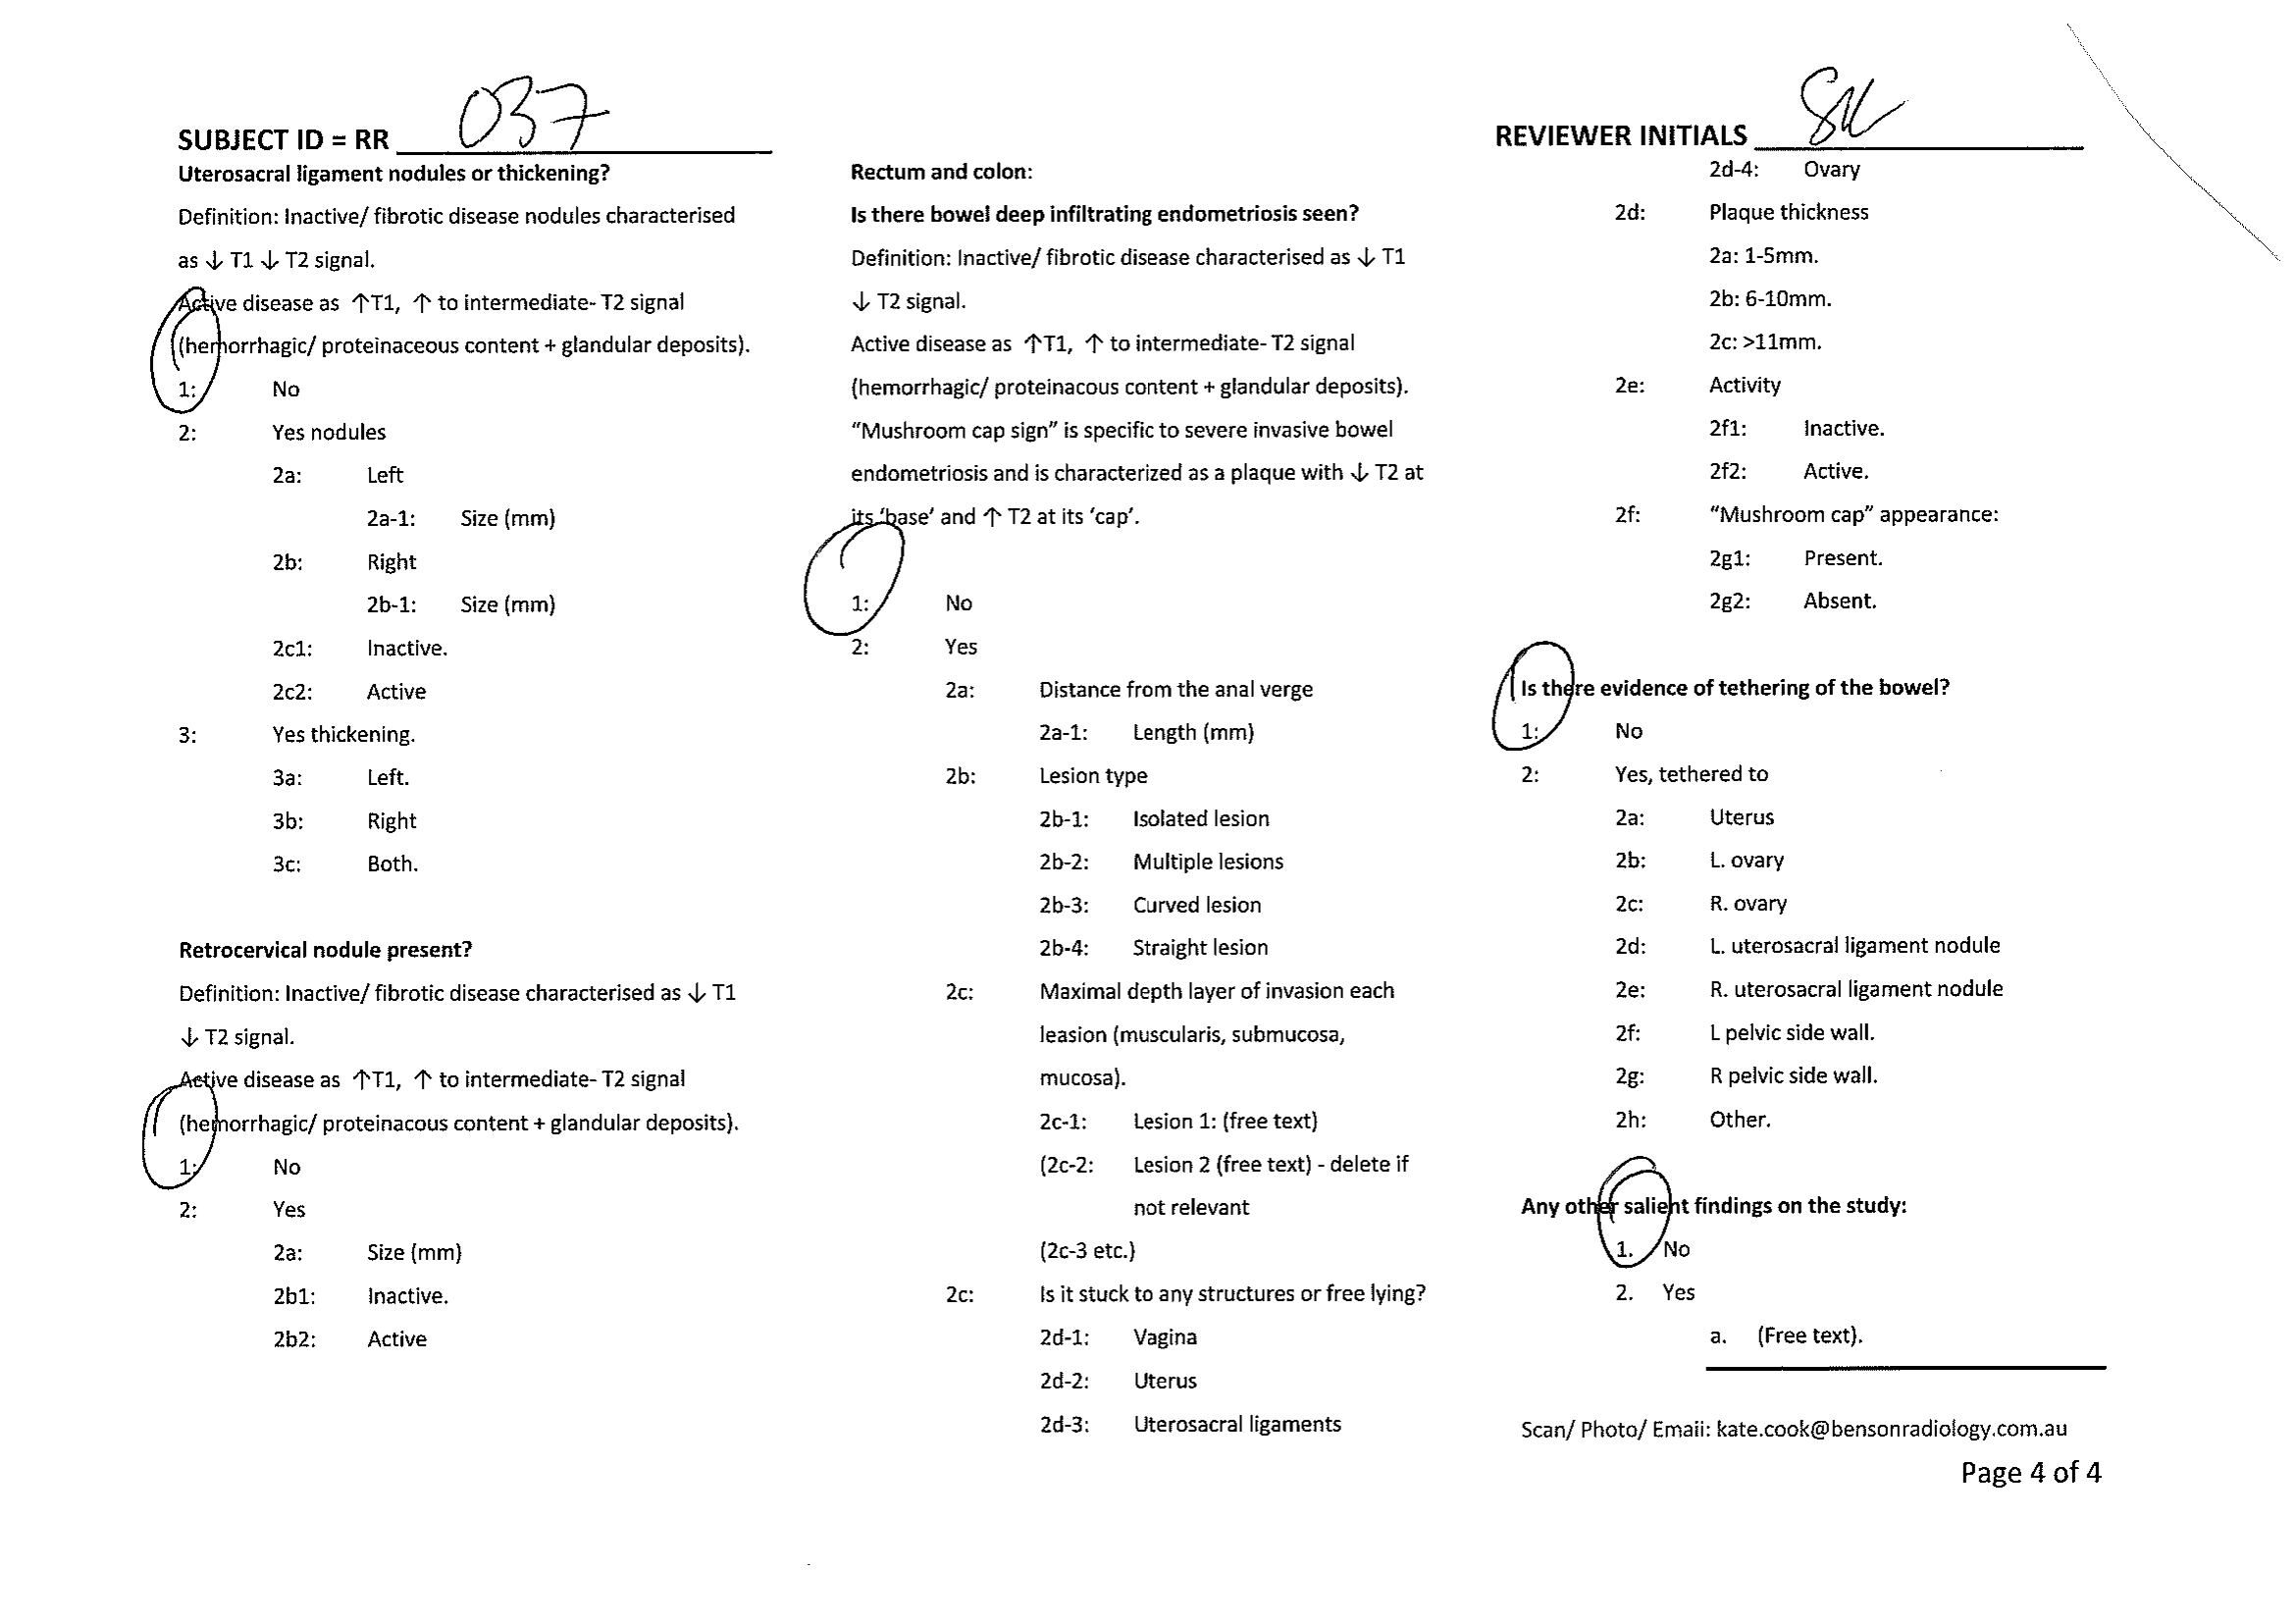 SUBJECT ID = RR 037
Uterosacral ligament nodules or thickening?
Definition: Inactive/ fibrotic disease nodules characterised
as ↓ T1 ↓ T2 signal.
Active disease as ↑T1, ↑ to intermediate- T2 signal
(hemorrhagic/ proteinaceous content + glandular deposits).
1: No
2: Yes nodules
2a: Left
2a-1: Size (mm)
2b: Right
2b-1: Size (mm)
2c1: Inactive.
2c2: Active
3: Yes thickening.
3a: Left.
3b: Right
3c: Both.
Retrocervical nodule present?
Definition: Inactive/ fibrotic disease characterised as ↓ T1
↓ T2 signal.
Active disease as ↑T1, ↑ to intermediate- T2 signal
(hemorrhagic/ proteinacous content + glandular deposits).
1: No
2: Yes
2a: Size (mm)
2b1: Inactive.
2b2: Active
Rectum and colon:
Is there bowel deep infiltrating endometriosis seen?
Definition: Inactive/ fibrotic disease characterised as ↓ T1
↓ T2 signal.
Active disease as ↑T1, ↑ to intermediate- T2 signal
(hemorrhagic/ proteinacous content + glandular deposits).
“Mushroom cap sign” is specific to severe invasive bowel
endometriosis and is characterized as a plaque with ↓ T2 at
its ‘base’ and ↑ T2 at its ‘cap’.
1: No
2: Yes
2a: Distance from the anal verge
2a-1: Length (mm)
2b: Lesion type
2b-1: Isolated lesion
2b-2: Multiple lesions
2b-3: Curved lesion
2b-4: Straight lesion
2c: Maximal depth layer of invasion each
leasion (muscularis, submucosa,
mucosa).
2c-1: Lesion 1: (free text)
(2c-2: Lesion 2 (free text) - delete if
not relevant
(2c-3 etc.)
2c: Is it stuck to any structures or free lying?
2d-1: Vagina
2d-2: Uterus
2d-3: Uterosacral ligaments
REVIEWER INITIALS
2d-4: Ovary
2d: Plaque thickness
2a: 1-5mm.
2b: 6-10mm.
2c: >11mm.
2e: Activity
2f1: Inactive.
2f2: Active.
2f: “Mushroom cap” appearance:
2g1: Present.
2g2: Absent.
Is there evidence of tethering of the bowel?
1: No
2: Yes, tethered to
2a: Uterus
2b: L. ovary
2c: R. ovary
2d: L. uterosacral ligament nodule
2e: R. uterosacral ligament nodule
2f: L pelvic side wall.
2g: R pelvic side wall.
2h: Other.
Any other salient findings on the study:
1. No
2. Yes
a. (Free text).
Scan/ Photo/ Email: kate.cook@bensonradiology.com.au
Page 4 of 4